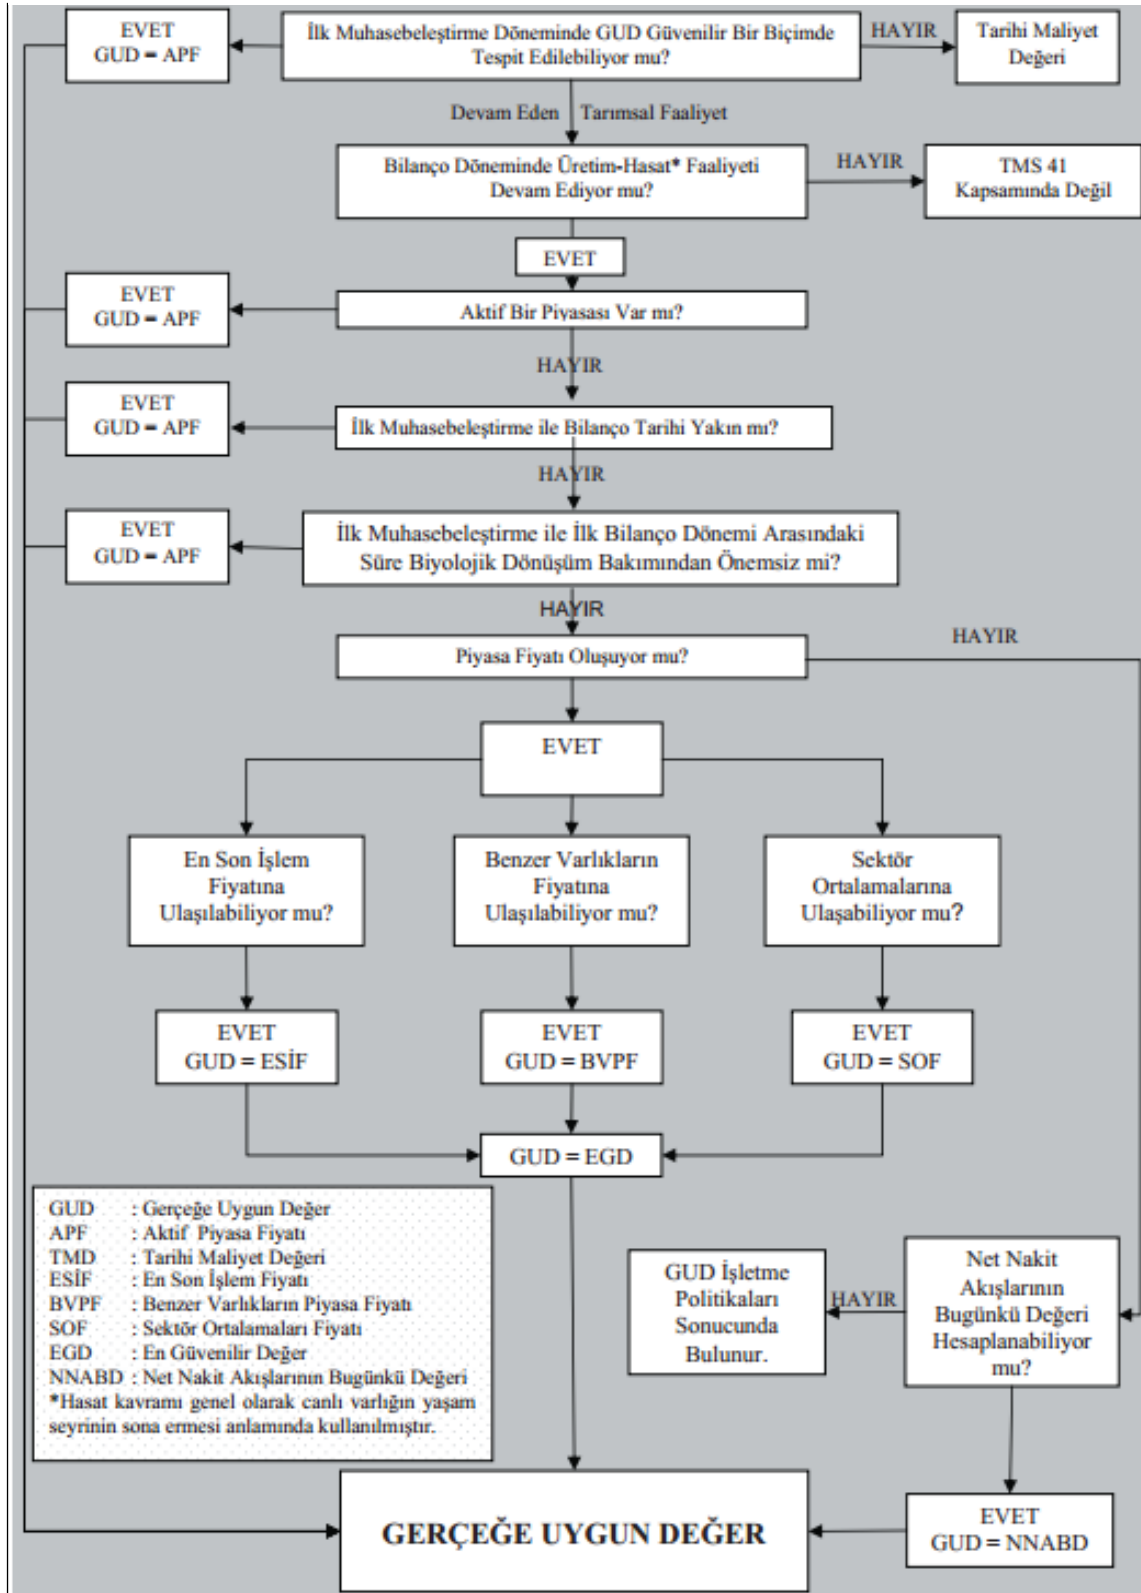 EVET
GUD = APF
İlk Muhasebeleştirme Döneminde GUD Güvenilir Bir Biçimde
Tespit Edilebiliyor mu?
HAYIR
Tarihi Maliyet
Değeri
Devam Eden
Tarımsal Faaliyet
Bilanço Döneminde Üretim-Hasat* Faaliyeti
Devam Ediyor mu?
HAYIR
TMS 41
Kapsamında Değil
EVET
EVET
GUD = APF
Aktif Bir Piyasası Var mı?
HAYIR
EVET
GUD = APF
İlk Muhasebeleştirme ile Bilanço Tarihi Yakın mı?
HAYIR
EVET
GUD = APF
İlk Muhasebeleştirme ile İlk Bilanço Dönemi Arasındaki
Süre Biyolojik Dönüşüm Bakımından Önemsiz mi?
HAYIR
Piyasa Fiyatı Oluşuyor mu?
HAYIR
EVET
En Son İşlem
Fiyatına
Ulaşılabiliyor mu?
Benzer Varlıkların
Fiyatına
Ulaşılabiliyor mu?
Sektör
Ortalamalarına
Ulaşabiliyor mu?
EVET
GUD = ESİF
EVET
GUD = BVPF
EVET
GUD = SOF
GUD = EGD
GUD : Gerçeğe Uygun Değer
APF : Aktif Piyasa Fiyatı
TMD : Tarihi Maliyet Değeri
ESİF : En Son İşlem Fiyatı
BVPF : Benzer Varlıkların Piyasa Fiyatı
SOF : Sektör Ortalamaları Fiyatı
EGD : En Güvenilir Değer
NNABD : Net Nakit Akışlarının Bugünkü Değeri
*Hasat kavramı genel olarak canlı varlığın yaşam
seyrinin sona ermesi anlamında kullanılmıştır.
GUD İşletme
Politikaları
Sonucunda
Bulunur.
HAYIR
Net Nakit
Akışlarının
Bugünkü Değeri
Hesaplanabiliyor
mu?
EVET
GUD = NNABD
GERÇEĞE UYGUN DEĞER